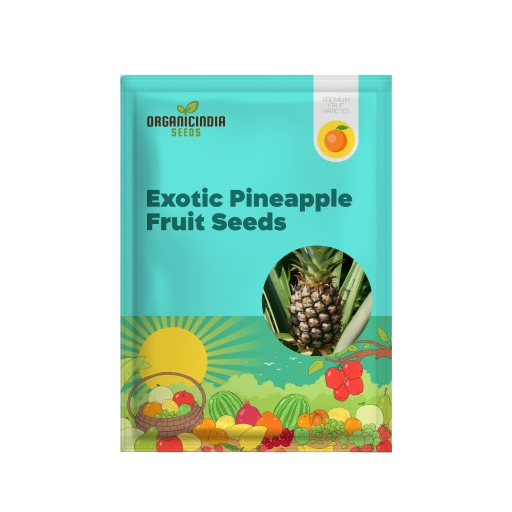 ORGANICINDIA
SEEDS
PREMIUM
FRUIT
VARIETIES
Exotic Pineapple
Fruit Seeds